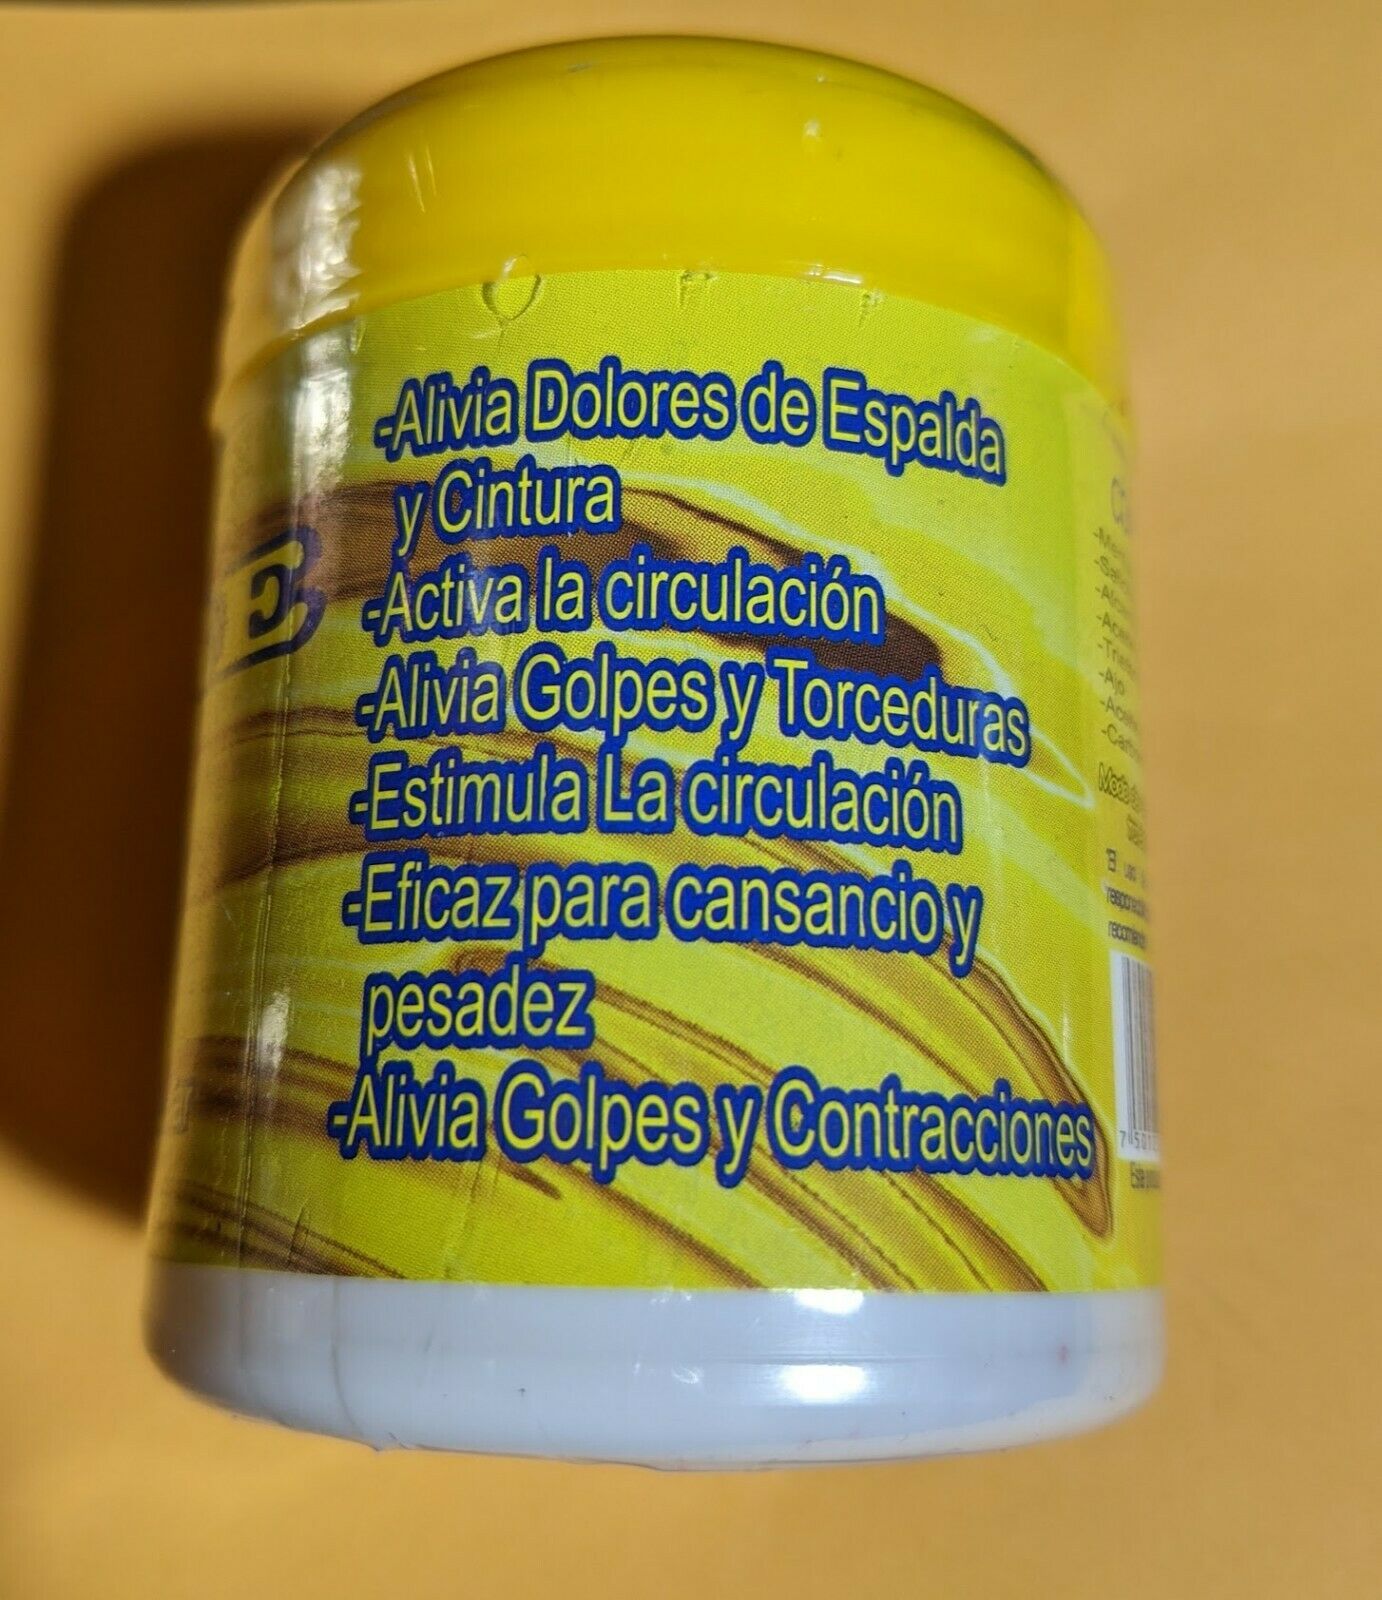 -Alivia Dolores de Espalda
y Cintura
-Activa la circulación
-Alivia Golpes y Torceduras
-Estimula La circulación
-Eficaz para cansancio y
pesadez
-Alivia Golpes y Contracciones
E
-Ajo